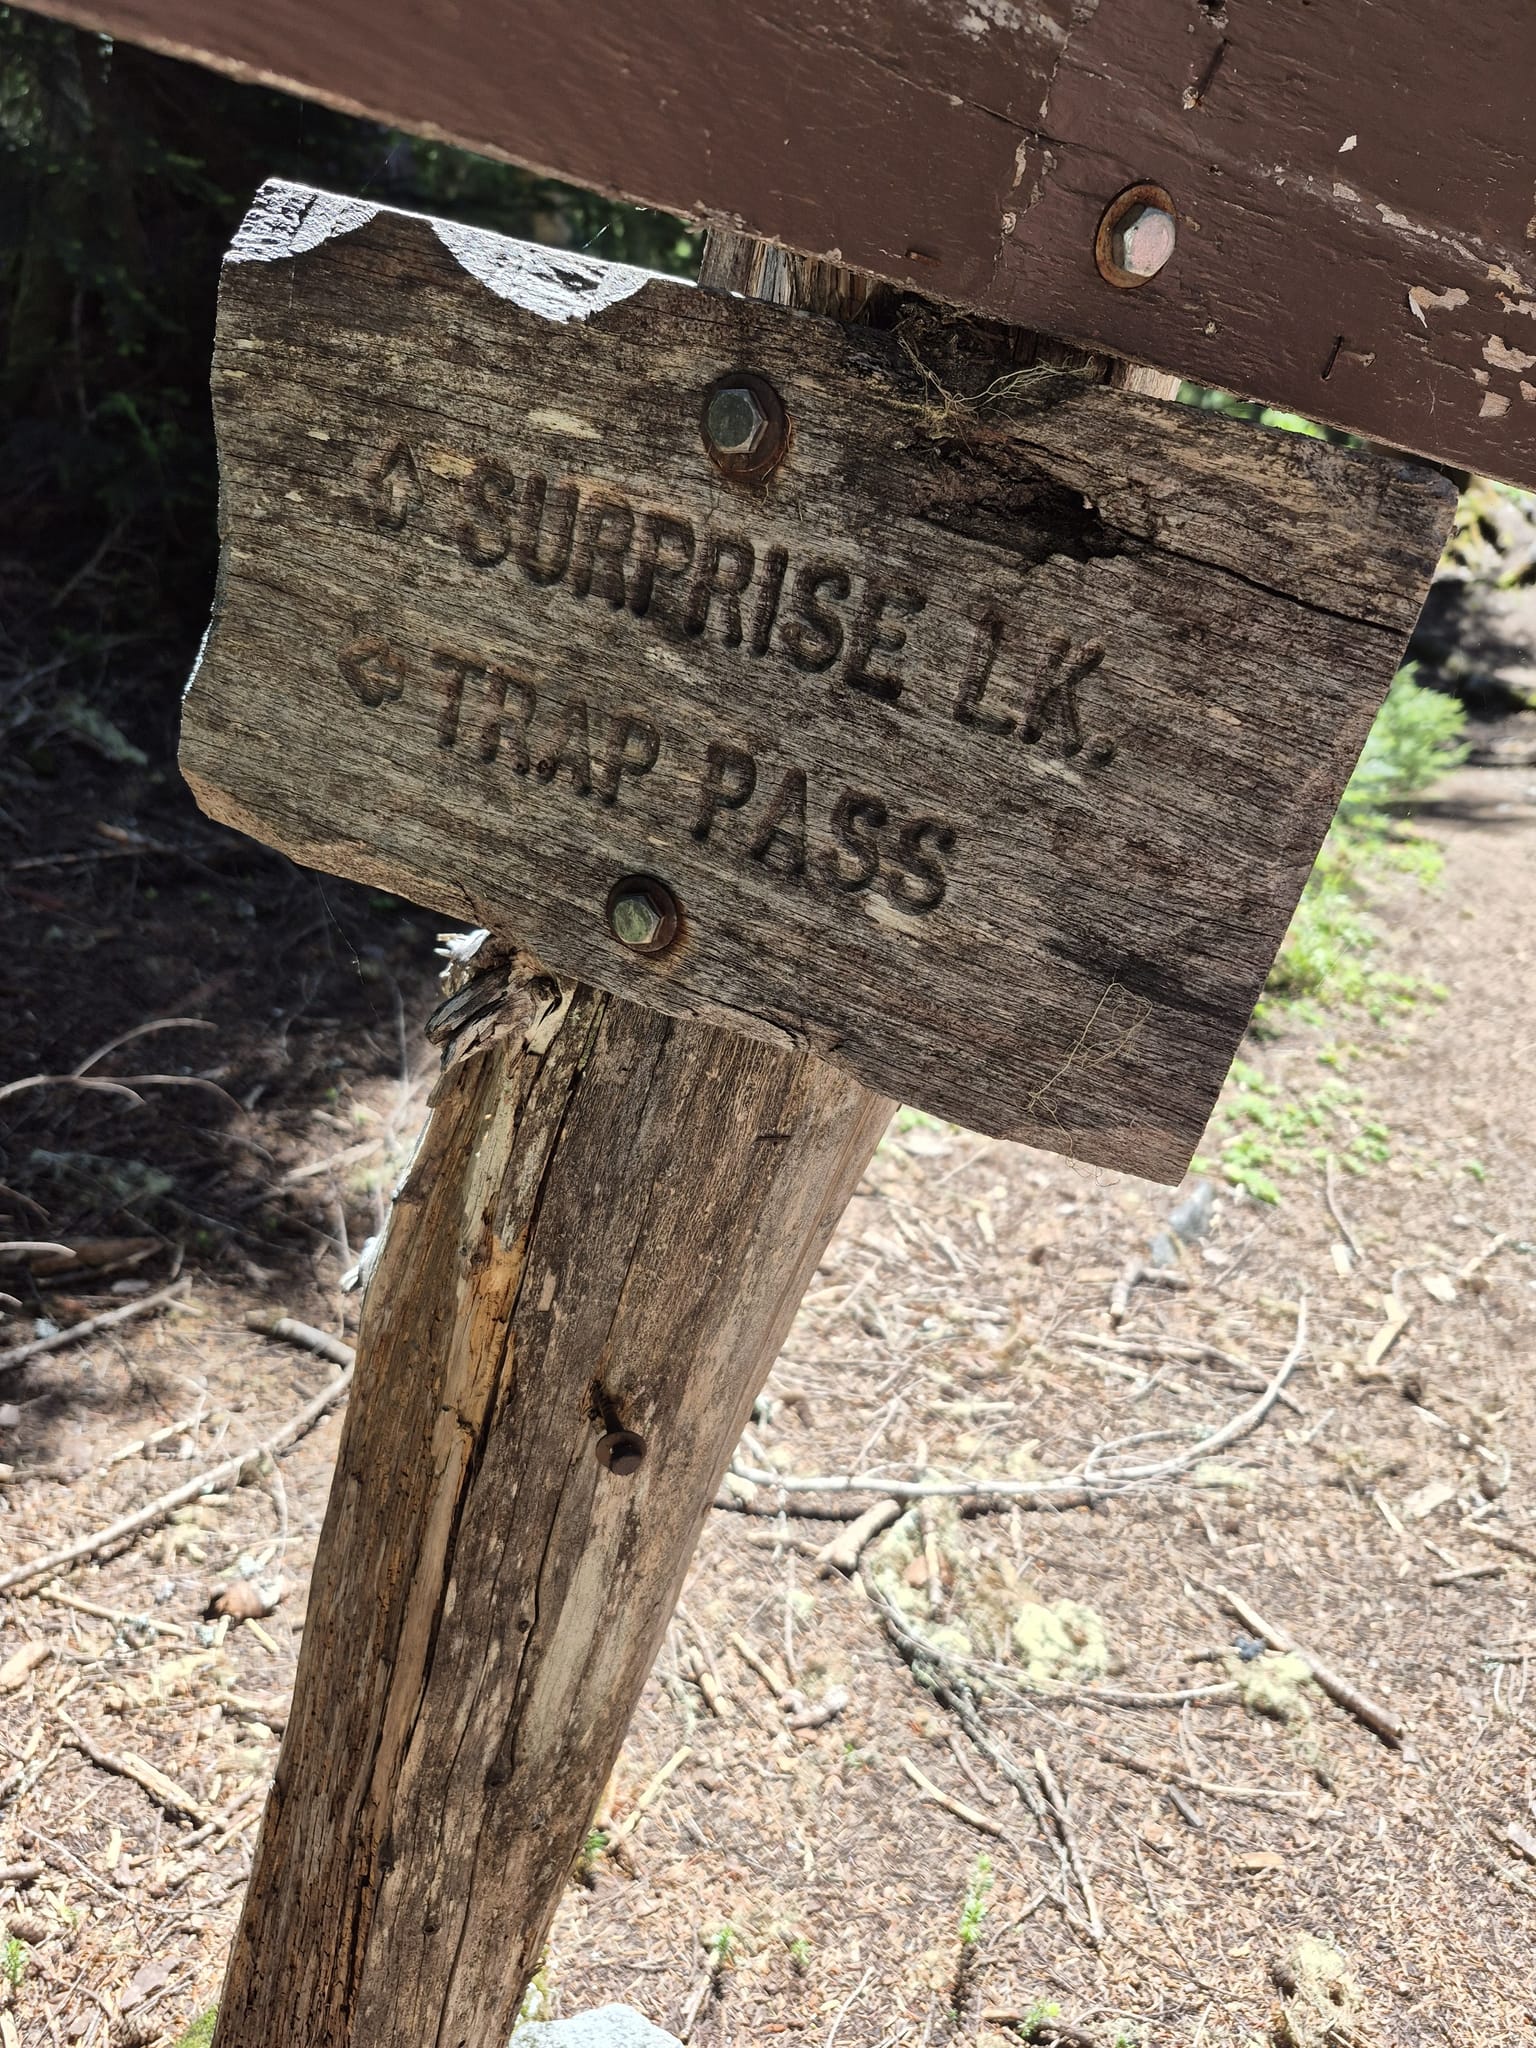 ⇧ SURPRISE LK.
⇦ TRAP PASS